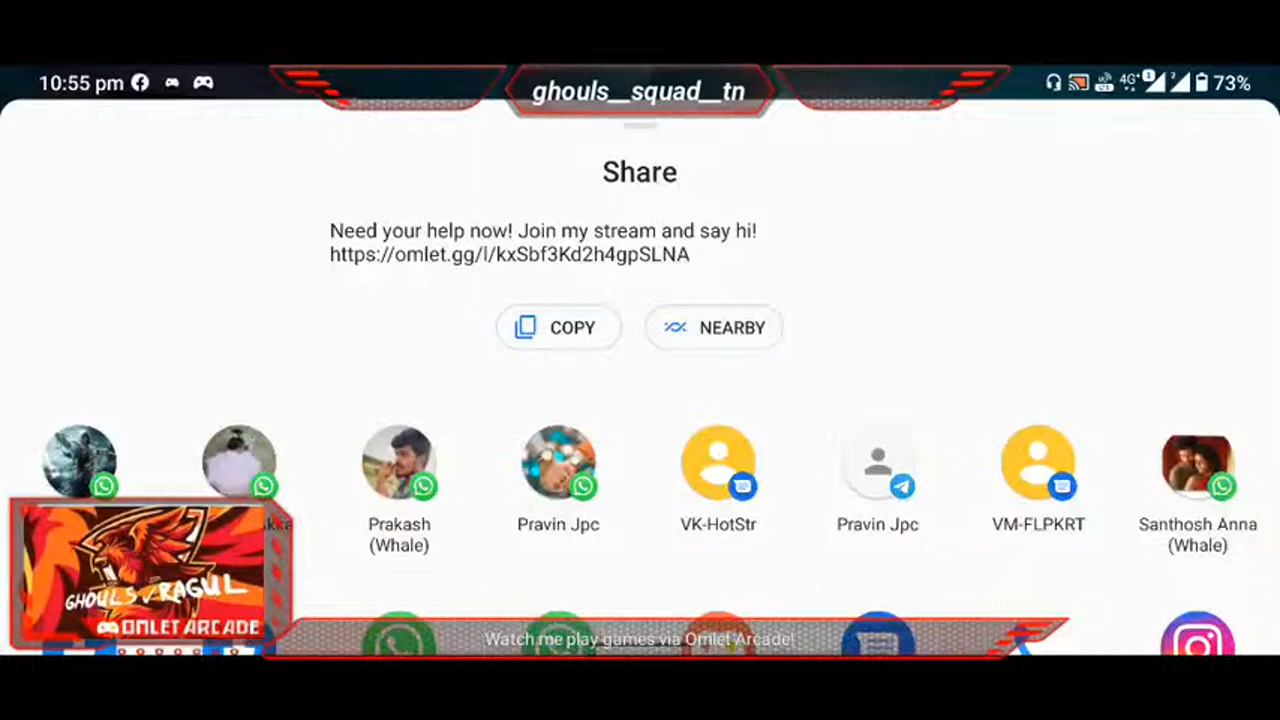 10:55 pm
ghouls__squad__tn
4G+
73%
Share
Need your help now! Join my stream and say hi!
https://omlet.gg/l/kxSbf3Kd2h4gpSLNA
COPY
NEARBY
Prakash
(Whale)
Pravin Jpc
VK-HotStr
Pravin Jpc
VM-FLPKRT
Santhosh Anna
(Whale)
GHOULS√RAGUL
OMLET ARCADE
Watch me play games via Omlet Arcade!